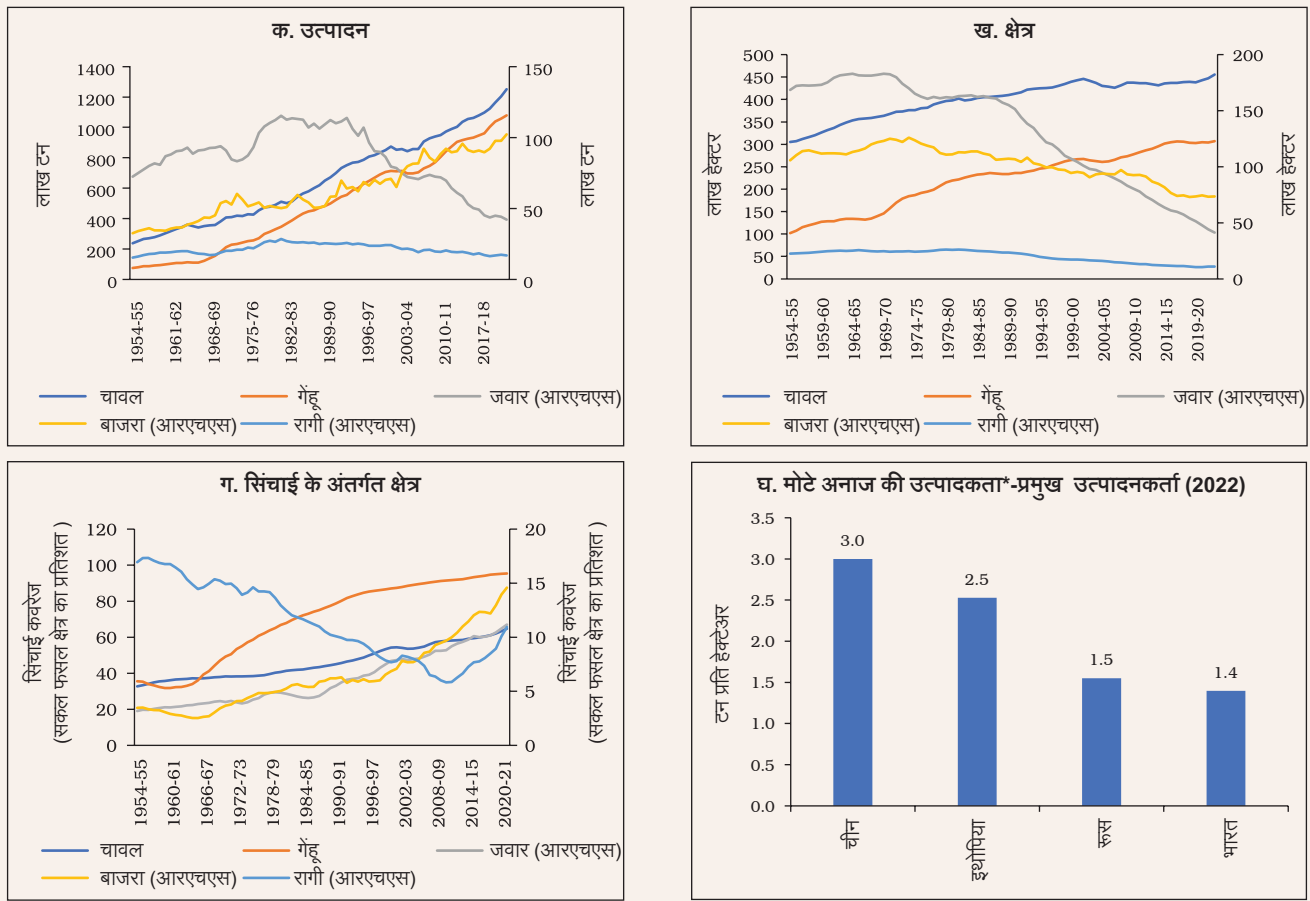 क. उत्पादन
लाख टन
1400
1200
1000
800
600
400
200
0
150
100
50
0
लाख टन
1954-55
1961-62
1968-69
1975-76
1982-83
1989-90
1996-97
2003-04
2010-11
2017-18
चावल
गेंहू
जवार (आरएचएस)
बाजरा (आरएचएस)
रागी (आरएचएस)
ख. क्षेत्र
लाख हेक्टर
500
450
400
350
300
250
200
150
100
50
0
200
150
100
50
0
लाख हेक्टर
1954-55
1959-60
1964-65
1969-70
1974-75
1979-80
1984-85
1989-90
1994-95
1999-00
2004-05
2009-10
2014-15
2019-20
चावल
गेंहू
जवार (आरएचएस)
बाजरा (आरएचएस)
रागी (आरएचएस)
ग. सिंचाई के अंतर्गत क्षेत्र
सिंचाई कवरेज
(सकल फसल क्षेत्र का प्रतिशत )
120
100
80
60
40
20
0
20
15
10
5
0
सिंचाई कवरेज
(सकल फसल क्षेत्र का प्रतिशत )
1954-55
1960-61
1966-67
1972-73
1978-79
1984-85
1990-91
1996-97
2002-03
2008-09
2014-15
2020-21
चावल
गेंहू
जवार (आरएचएस)
बाजरा (आरएचएस)
रागी (आरएचएस)
घ. मोटे अनाज की उत्पादकता*-प्रमुख उत्पादनकर्ता (2022)
टन प्रति हेक्टेअर
3.5
3.0
2.5
2.0
1.5
1.0
0.5
0.0
3.0
2.5
1.5
1.4
चीन
इथोपिया
रूस
भारत